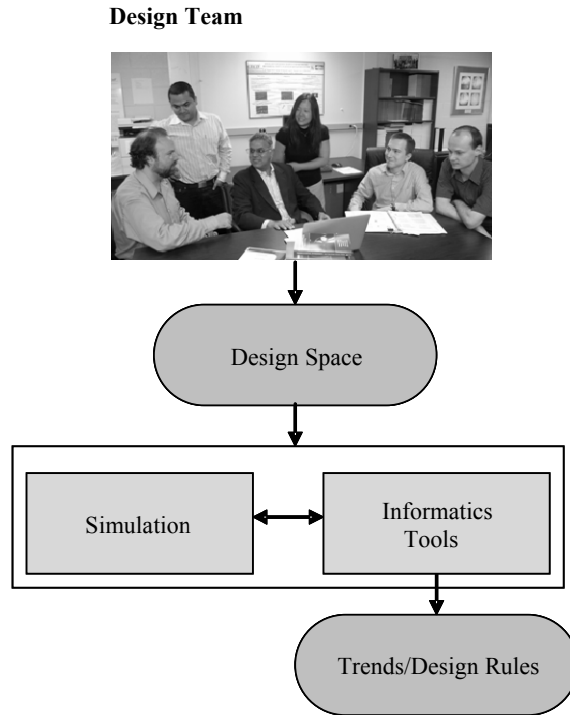 Design Team
Design Space
Simulation
Informatics
Tools
Trends/Design Rules